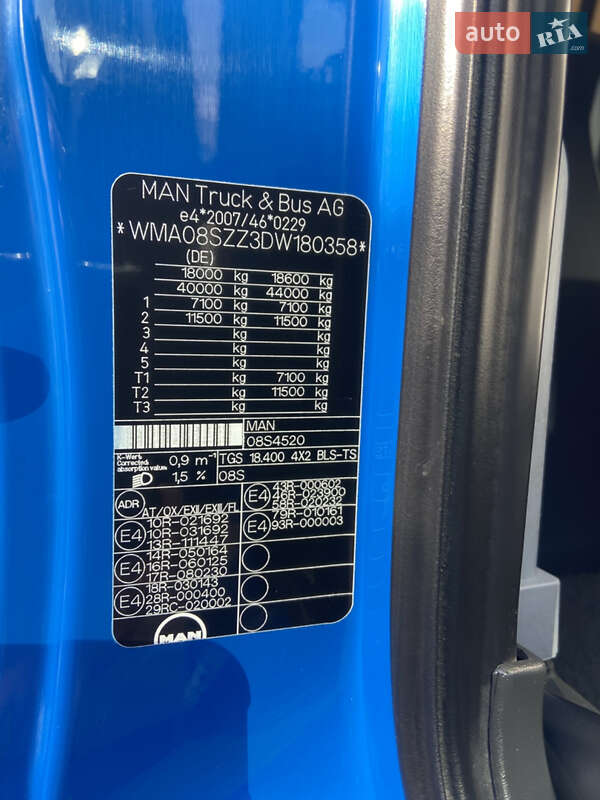 auto RIA .com
MAN Truck & Bus AG
e4*2007/46*0229
*WMA08SZZ3DW180358*
(DE)
18000 kg 18600 kg
40000 kg 44000 kg
1 7100 kg 7100 kg
2 11500 kg 11500 kg
3 kg kg
4 kg kg
5 kg kg
T1 kg 7100 kg
T2 kg 11500 kg
T3 kg kg
MAN
08S4520
K-Wert, Corrected absorption value: 0,9 m⁻¹ TGS 18.400 4X2 BLS-TS
1,5 % 08S
ADR AT/OX/EXII/EXIII/FL
E4 10R-021692
10R-031692
13R-111447
E4 14R-050164
16R-060125
17R-080230
E4 18R-030143
28R-000400
29RC-020002
E4 43R-000602
46R-023900
58R-020232
E4 79R-010161
93R-000003
MAN